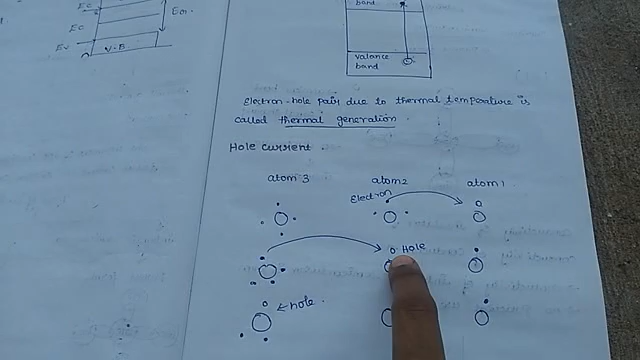 Ec
Ev
V.B
band
valance
band
Electron-hole pair due to thermal temperature is
called thermal generation.
Hole current.
atom 3 atom2 atom 1
Electron
Hole
hole.